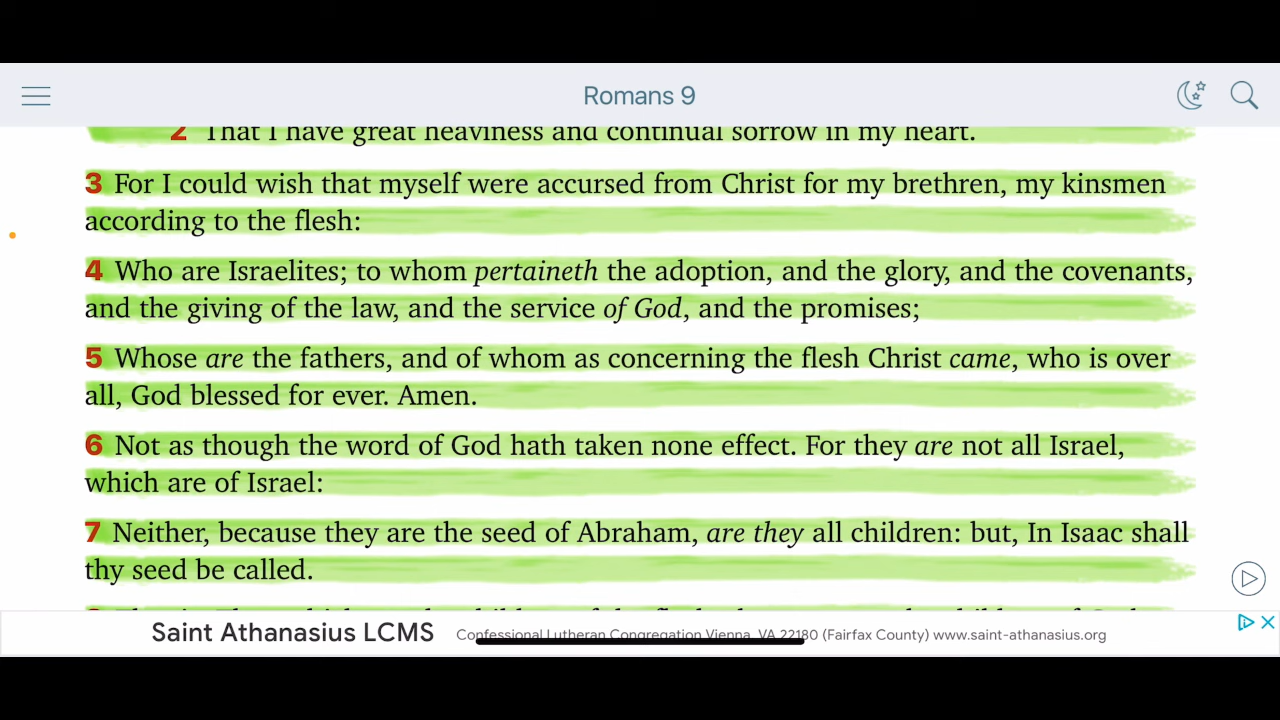 Romans 9
2 That I have great heaviness and continual sorrow in my heart.
3 For I could wish that myself were accursed from Christ for my brethren, my kinsmen
according to the flesh:
4 Who are Israelites; to whom pertaineth the adoption, and the glory, and the covenants,
and the giving of the law, and the service of God, and the promises;
5 Whose are the fathers, and of whom as concerning the flesh Christ came, who is over
all, God blessed for ever. Amen.
6 Not as though the word of God hath taken none effect. For they are not all Israel,
which are of Israel:
7 Neither, because they are the seed of Abraham, are they all children: but, In Isaac shall
thy seed be called.
Saint Athanasius LCMS Confessional Lutheran Congregation Vienna, VA 22180 (Fairfax County) www.saint-athanasius.org